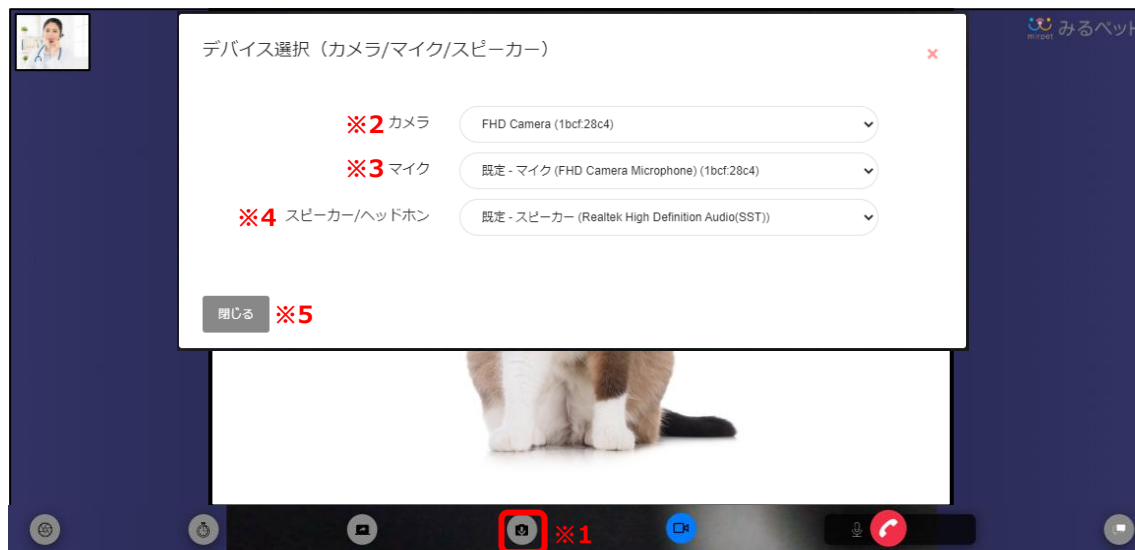 みるペット
mirpet
デバイス選択（カメラ/マイク/スピーカー）
×
※2 カメラ FHD Camera (1bcf:28c4)
※3 マイク 既定 - マイク (FHD Camera Microphone) (1bcf:28c4)
※4 スピーカー/ヘッドホン 既定 - スピーカー (Realtek High Definition Audio(SST))
閉じる ※5
※1